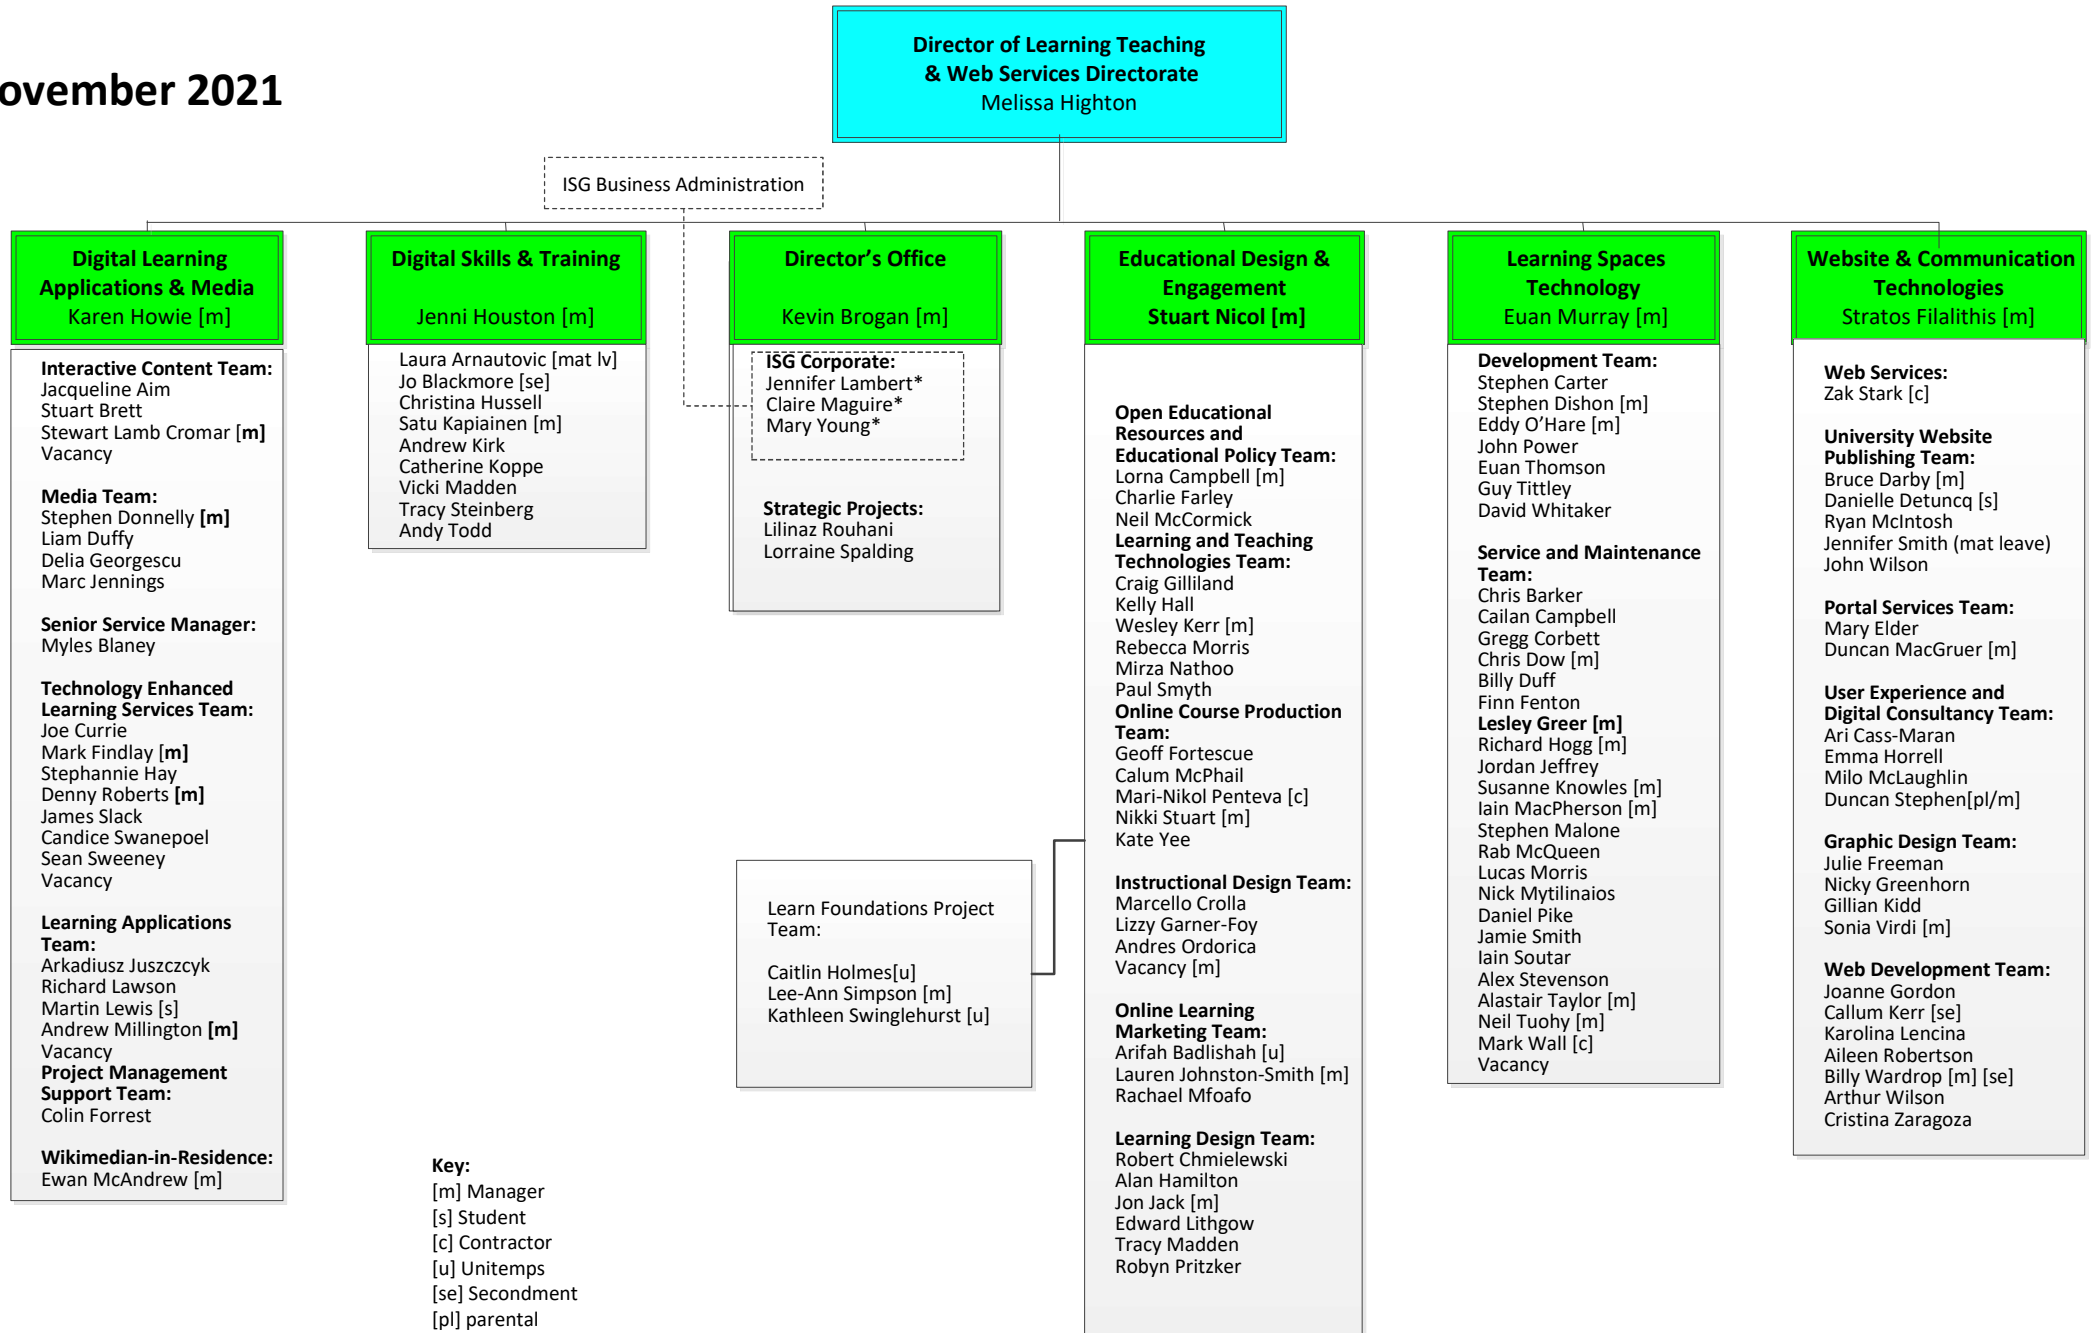 ovember 2021
Director of Learning Teaching
& Web Services Directorate
Melissa Highton
ISG Business Administration
Digital Learning
Applications & Media
Karen Howie [m]
Interactive Content Team:
Jacqueline Aim
Stuart Brett
Stewart Lamb Cromar [m]
Vacancy
Media Team:
Stephen Donnelly [m]
Liam Duffy
Delia Georgescu
Marc Jennings
Senior Service Manager:
Myles Blaney
Technology Enhanced
Learning Services Team:
Joe Currie
Mark Findlay [m]
Stephannie Hay
Denny Roberts [m]
James Slack
Candice Swanepoel
Sean Sweeney
Vacancy
Learning Applications
Team:
Arkadiusz Juszczcyk
Richard Lawson
Martin Lewis [s]
Andrew Millington [m]
Vacancy
Project Management
Support Team:
Colin Forrest
Wikimedian-in-Residence:
Ewan McAndrew [m]
Digital Skills & Training
Jenni Houston [m]
Laura Arnautovic [mat lv]
Jo Blackmore [se]
Christina Hussell
Satu Kapiainen [m]
Andrew Kirk
Catherine Koppe
Vicki Madden
Tracy Steinberg
Andy Todd
Director's Office
Kevin Brogan [m]
ISG Corporate:
Jennifer Lambert*
Claire Maguire*
Mary Young*
Strategic Projects:
Lilinaz Rouhani
Lorraine Spalding
Learn Foundations Project
Team:
Caitlin Holmes[u]
Lee-Ann Simpson [m]
Kathleen Swinglehurst [u]
Educational Design &
Engagement
Stuart Nicol [m]
Open Educational
Resources and
Educational Policy Team:
Lorna Campbell [m]
Charlie Farley
Neil McCormick
Learning and Teaching
Technologies Team:
Craig Gilliland
Kelly Hall
Wesley Kerr [m]
Rebecca Morris
Mirza Nathoo
Paul Smyth
Online Course Production
Team:
Geoff Fortescue
Calum McPhail
Mari-Nikol Penteva [c]
Nikki Stuart [m]
Kate Yee
Instructional Design Team:
Marcello Crolla
Lizzy Garner-Foy
Andres Ordorica
Vacancy [m]
Online Learning
Marketing Team:
Arifah Badlishah [u]
Lauren Johnston-Smith [m]
Rachael Mfoafo
Learning Design Team:
Robert Chmielewski
Alan Hamilton
Jon Jack [m]
Edward Lithgow
Tracy Madden
Robyn Pritzker
Learning Spaces
Technology
Euan Murray [m]
Development Team:
Stephen Carter
Stephen Dishon [m]
Eddy O'Hare [m]
John Power
Euan Thomson
Guy Tittley
David Whitaker
Service and Maintenance
Team:
Chris Barker
Cailan Campbell
Gregg Corbett
Chris Dow [m]
Billy Duff
Finn Fenton
Lesley Greer [m]
Richard Hogg [m]
Jordan Jeffrey
Susanne Knowles [m]
Iain MacPherson [m]
Stephen Malone
Rab McQueen
Lucas Morris
Nick Mytilinaios
Daniel Pike
Jamie Smith
Iain Soutar
Alex Stevenson
Alastair Taylor [m]
Neil Tuohy [m]
Mark Wall [c]
Vacancy
Website & Communication
Technologies
Stratos Filalithis [m]
Web Services:
Zak Stark [c]
University Website
Publishing Team:
Bruce Darby [m]
Danielle Detuncq [s]
Ryan McIntosh
Jennifer Smith (mat leave)
John Wilson
Portal Services Team:
Mary Elder
Duncan MacGruer [m]
User Experience and
Digital Consultancy Team:
Ari Cass-Maran
Emma Horrell
Milo McLaughlin
Duncan Stephen[pl/m]
Graphic Design Team:
Julie Freeman
Nicky Greenhorn
Gillian Kidd
Sonia Virdi [m]
Web Development Team:
Joanne Gordon
Callum Kerr [se]
Karolina Lencina
Aileen Robertson
Billy Wardrop [m] [se]
Arthur Wilson
Cristina Zaragoza
Key:
[m] Manager
[s] Student
[c] Contractor
[u] Unitemps
[se] Secondment
[pl] parental